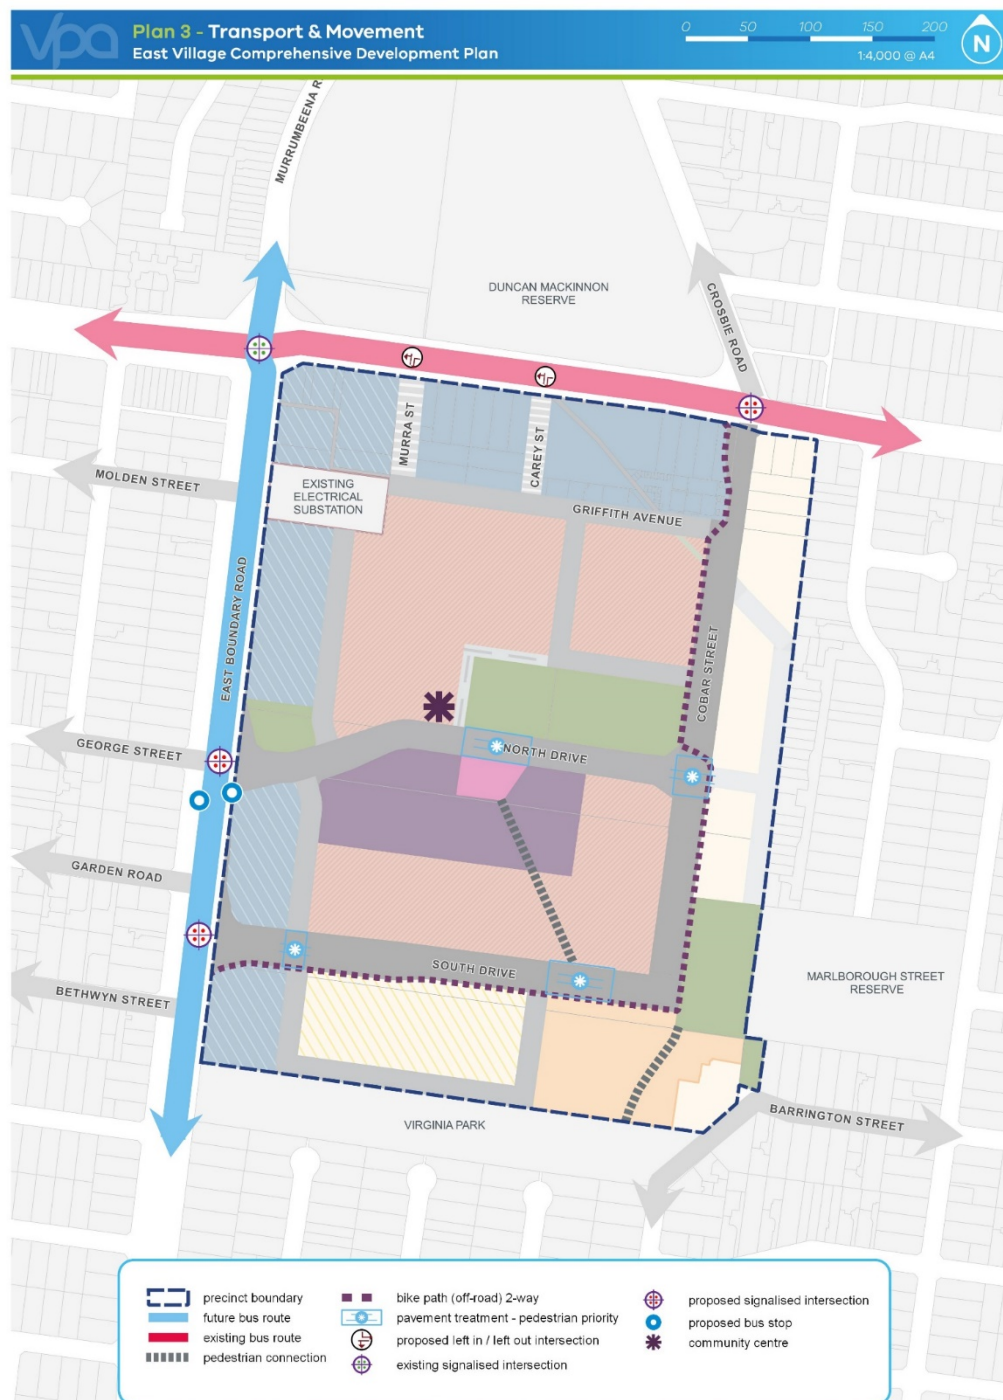 vpa
Plan 3 - Transport & Movement
East Village Comprehensive Development Plan
0 50 100 150 200
1:4,000 @ A4
N
MURRUMBEENA R
DUNCAN MACKINNON
RESERVE
CROSBIE ROAD
MURRA ST
CAREY ST
MOLDEN STREET
EXISTING
ELECTRICAL
SUBSTATION
GRIFFITH AVENUE
EAST BOUNDARY ROAD
COBAR STREET
GEORGE STREET
NORTH DRIVE
GARDEN ROAD
SOUTH DRIVE
MARLBOROUGH STREET
RESERVE
BETHWYN STREET
VIRGINIA PARK
BARRINGTON STREET
precinct boundary
future bus route
existing bus route
pedestrian connection
bike path (off-road) 2-way
pavement treatment - pedestrian priority
proposed left in / left out intersection
existing signalised intersection
proposed signalised intersection
proposed bus stop
community centre